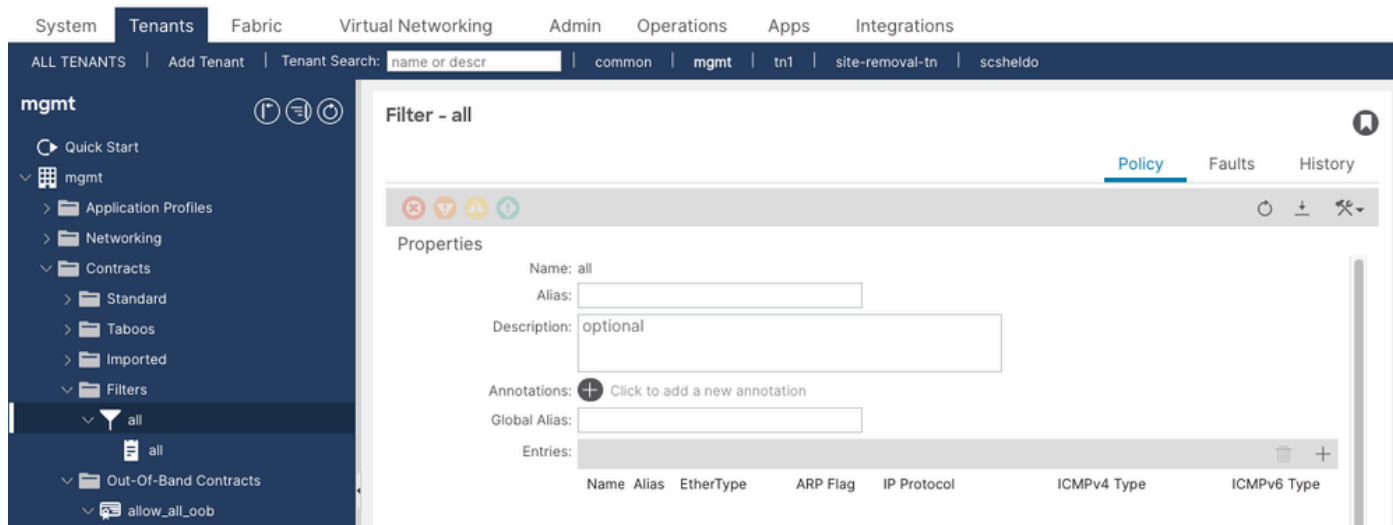 System Tenants Fabric Virtual Networking Admin Operations Apps Integrations
ALL TENANTS | Add Tenant | Tenant Search: name or descr | common | mgmt | tn1 | site-removal-tn | scsheldo
mgmt
Quick Start
mgmt
Application Profiles
Networking
Contracts
Standard
Taboos
Imported
Filters
all
all
Out-Of-Band Contracts
allow_all_oob
Filter - all
Policy Faults History
Properties
Name: all
Alias:
Description: optional
Annotations: Click to add a new annotation
Global Alias:
Entries:
Name Alias EtherType ARP Flag IP Protocol ICMPv4 Type ICMPv6 Type